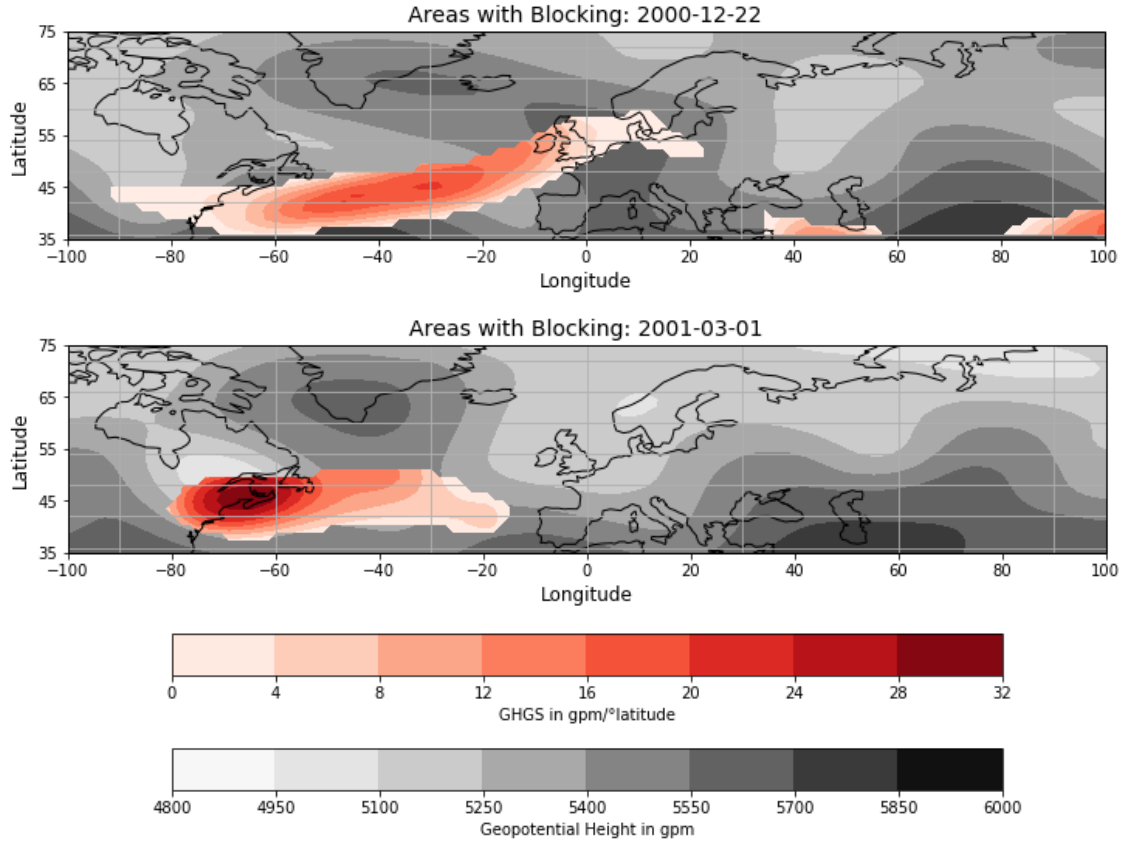 Areas with Blocking: 2000-12-22
75
65
55
45
35
Latitude
−100 −80 −60 −40 −20 0 20 40 60 80 100
Longitude
Areas with Blocking: 2001-03-01
75
65
55
45
35
Latitude
−100 −80 −60 −40 −20 0 20 40 60 80 100
Longitude
0 4 8 12 16 20 24 28 32
GHGS in gpm/°latitude
4800 4950 5100 5250 5400 5550 5700 5850 6000
Geopotential Height in gpm